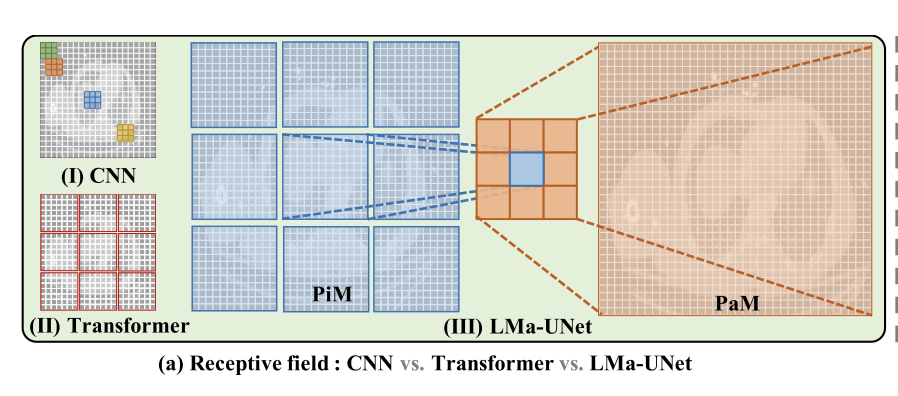 (I) CNN
PiM
PaM
(II) Transformer
(III) LMa-UNet
(a) Receptive field : CNN vs. Transformer vs. LMa-UNet